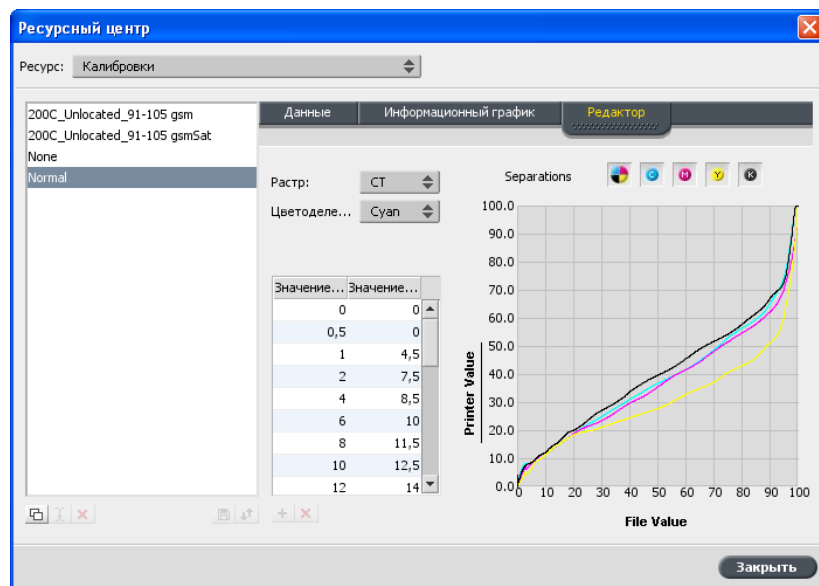 Ресурсный центр
Ресурс: Калибровки
200C_Unlocated_91-105 gsm
200C_Unlocated_91-105 gsmSat
None
Normal
Данные Информационный график Редактор
Растр: CT
Цветоделе... Cyan
Separations C M Y K
Значение... Значение...
0 0
0,5 0
1 4,5
2 7,5
4 8,5
6 10
8 11,5
10 12,5
12 14
100.0
90.0
80.0
70.0
60.0
50.0
40.0
30.0
20.0
10.0
0.0
Printer Value
0 10 20 30 40 50 60 70 80 90 100
File Value
Закрыть